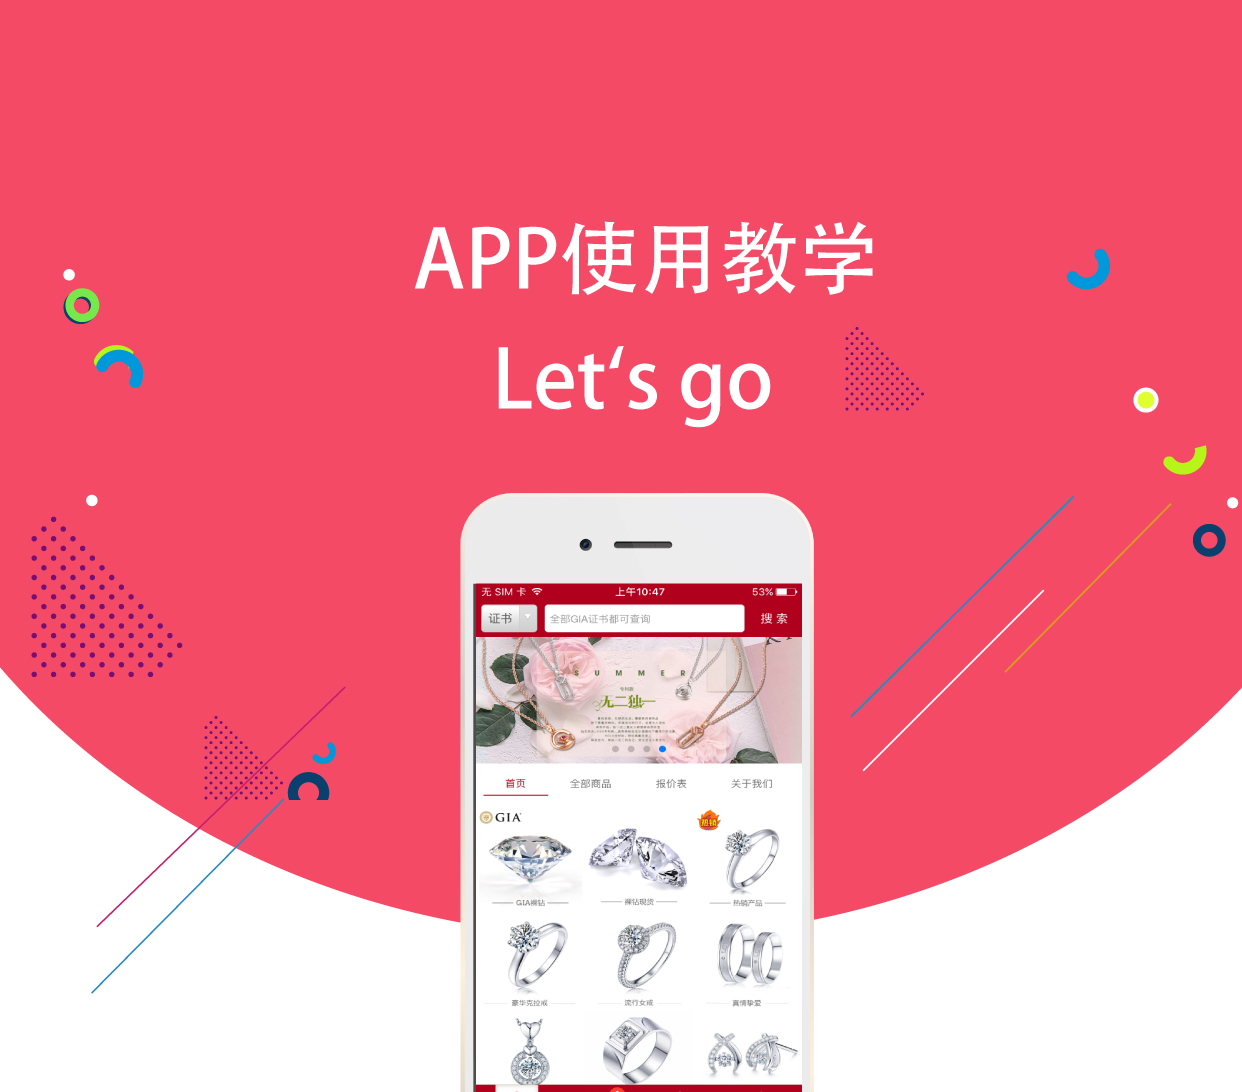 APP使用教学
Let‘s go
无 SIM 卡
上午10:47
53%
证书
全部GIA证书都可查询
搜 索
SUMMER
专利款
无二独一
首页
全部商品
报价表
关于我们
GIA
热销
GIA裸钻
裸钻现货
热销产品
豪华克拉戒
流行女戒
真情挚爱